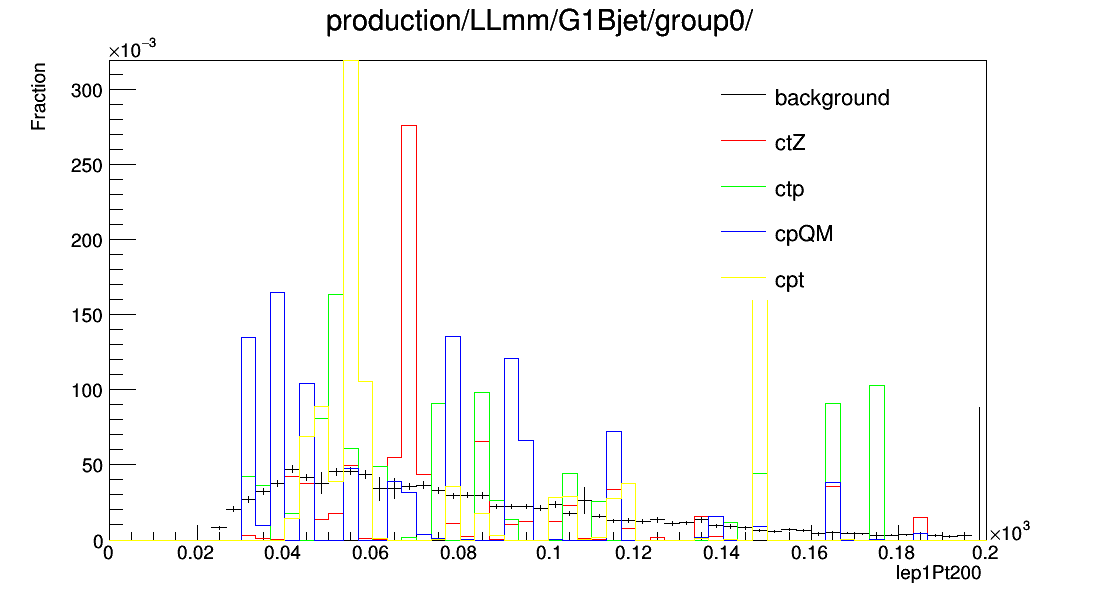 production/LLmm/G1Bjet/group0/
×10⁻³
Fraction
300
250
200
150
100
50
0
background
ctZ
ctp
cpQM
cpt
0 0.02 0.04 0.06 0.08 0.1 0.12 0.14 0.16 0.18 0.2
×10³
lep1Pt200